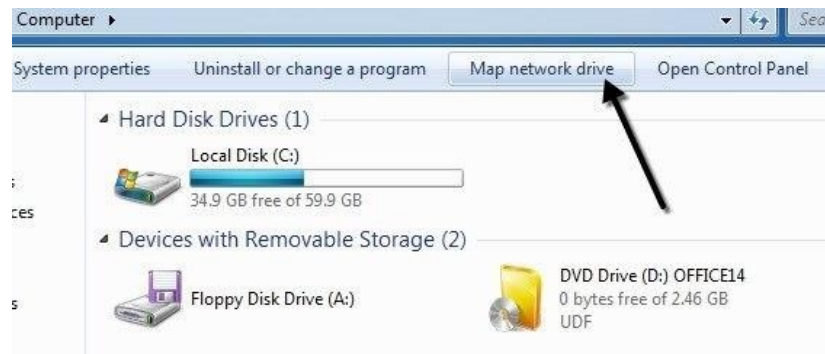 Computer
Sea
System properties Uninstall or change a program Map network drive Open Control Panel
Hard Disk Drives (1)
Local Disk (C:)
34.9 GB free of 59.9 GB
ces
Devices with Removable Storage (2)
Floppy Disk Drive (A:)
s
DVD Drive (D:) OFFICE14
0 bytes free of 2.46 GB
UDF